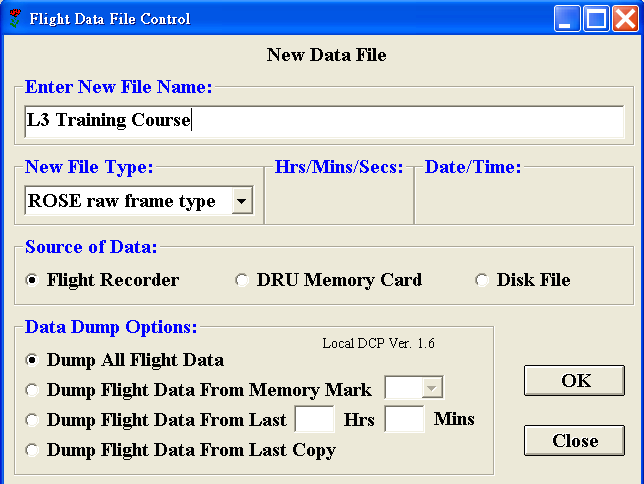 Flight Data File Control
New Data File
Enter New File Name:
L3 Training Course
New File Type: Hrs/Mins/Secs: Date/Time:
ROSE raw frame type
Source of Data:
Flight Recorder DRU Memory Card Disk File
Data Dump Options:
Local DCP Ver. 1.6
Dump All Flight Data
Dump Flight Data From Memory Mark
OK
Dump Flight Data From Last Hrs Mins
Close
Dump Flight Data From Last Copy